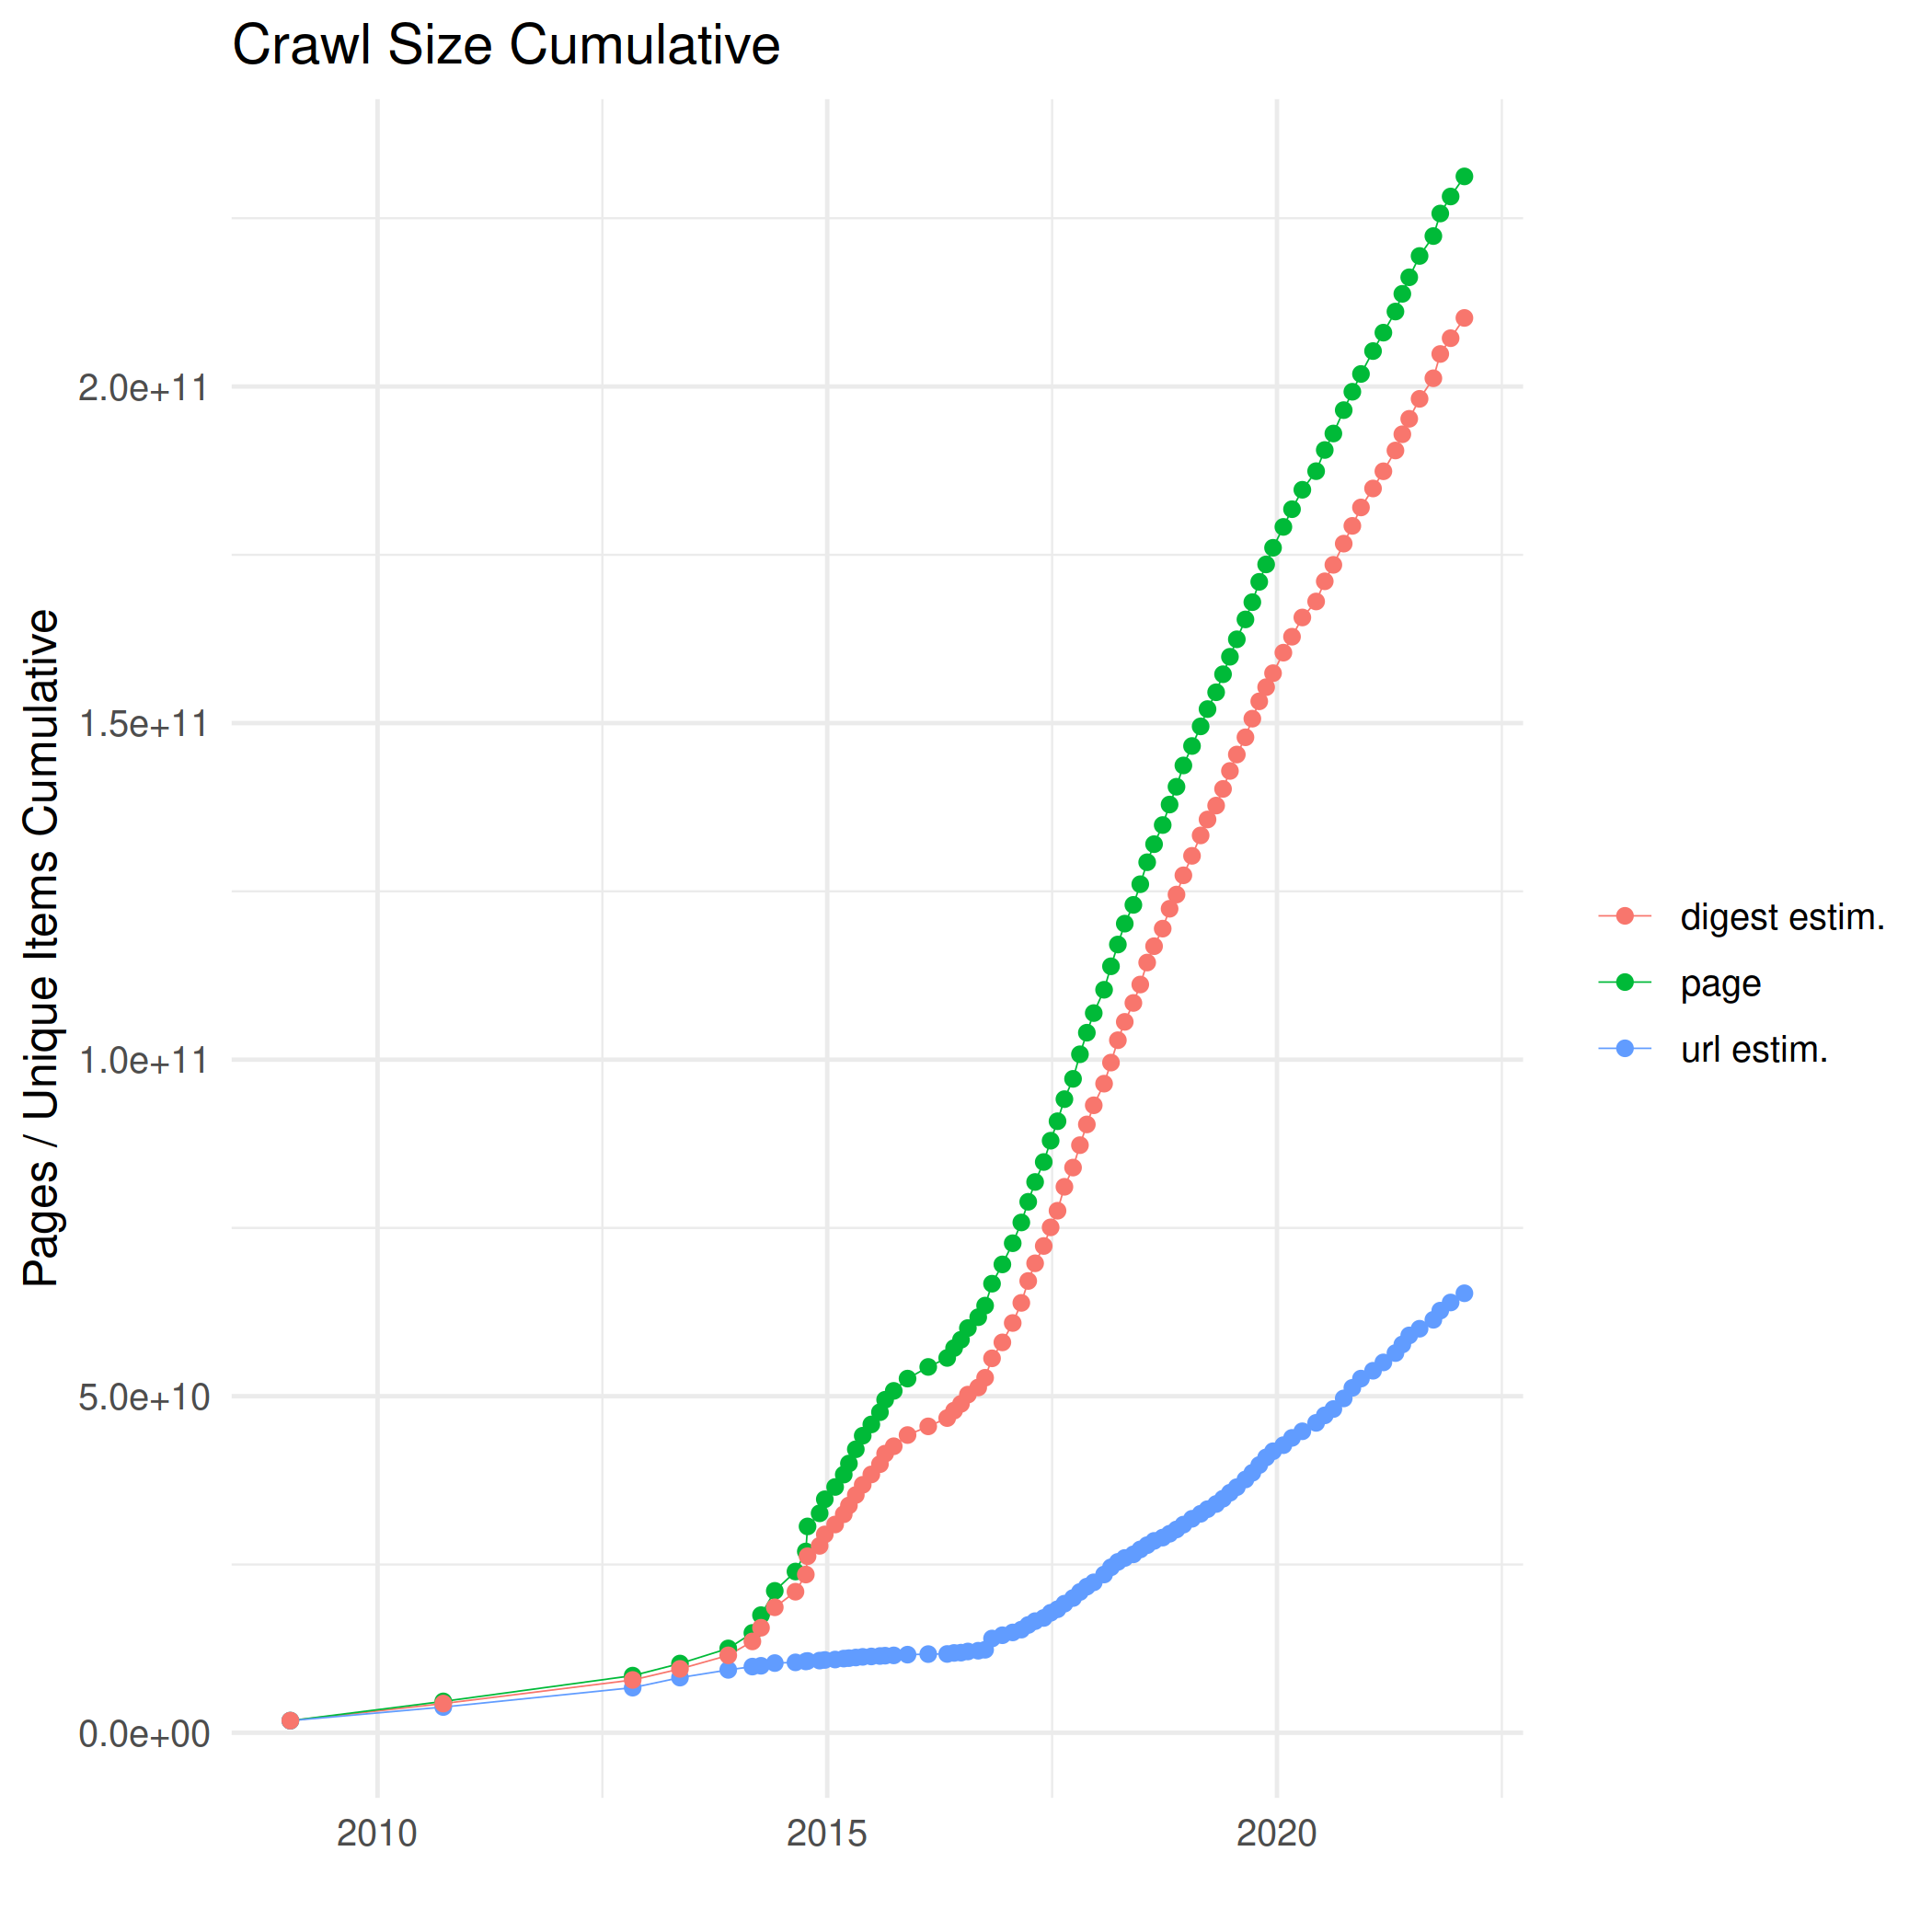 Crawl Size Cumulative
Pages / Unique Items Cumulative
2.0e+11
1.5e+11
1.0e+11
5.0e+10
0.0e+00
2010
2015
2020
digest estim.
page
url estim.